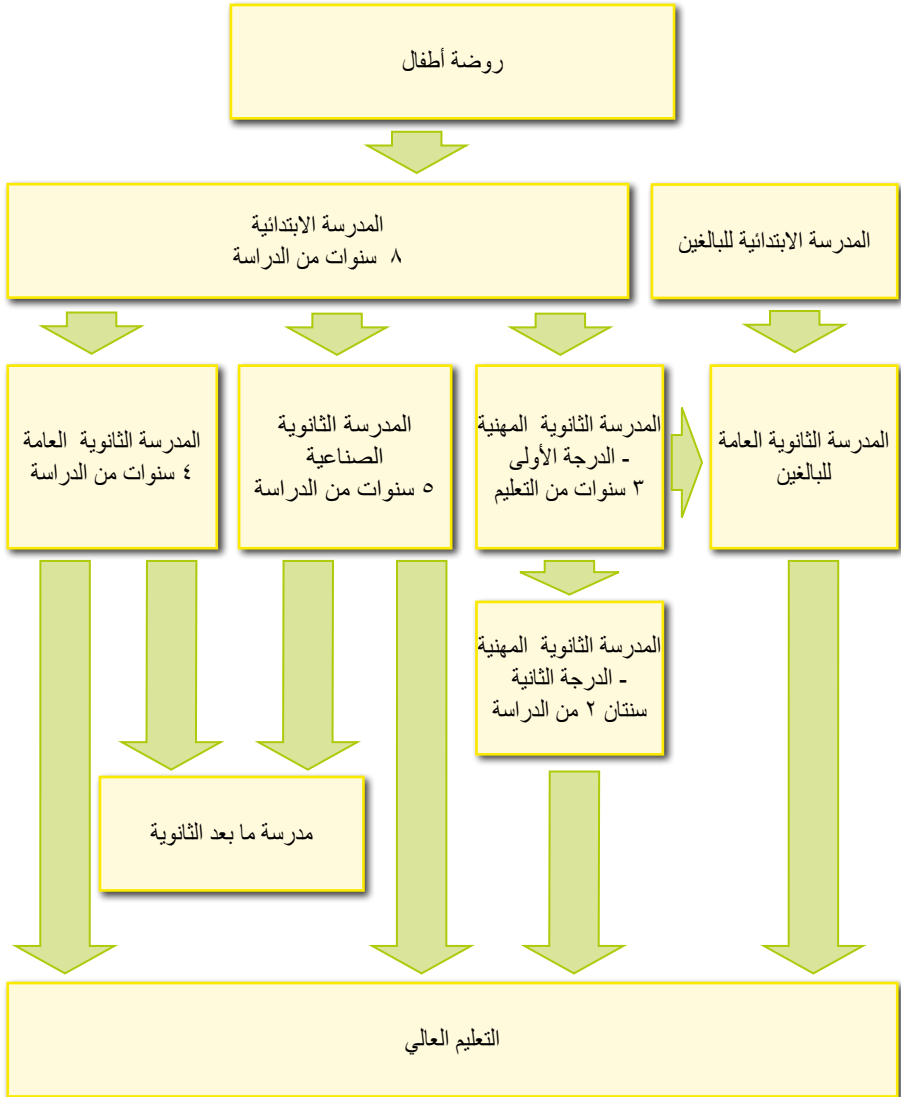 روضة أطفال
المدرسة الابتدائية
٨ سنوات من الدراسة
المدرسة الابتدائية للبالغين
المدرسة الثانوية العامة
٤ سنوات من الدراسة
المدرسة الثانوية
الصناعية
٥ سنوات من الدراسة
المدرسة الثانوية المهنية
- الدرجة الأولى
٣ سنوات من التعليم
المدرسة الثانوية العامة
للبالغين
المدرسة الثانوية المهنية
- الدرجة الثانية
سنتان ٢ من الدراسة
مدرسة ما بعد الثانوية
التعليم العالي